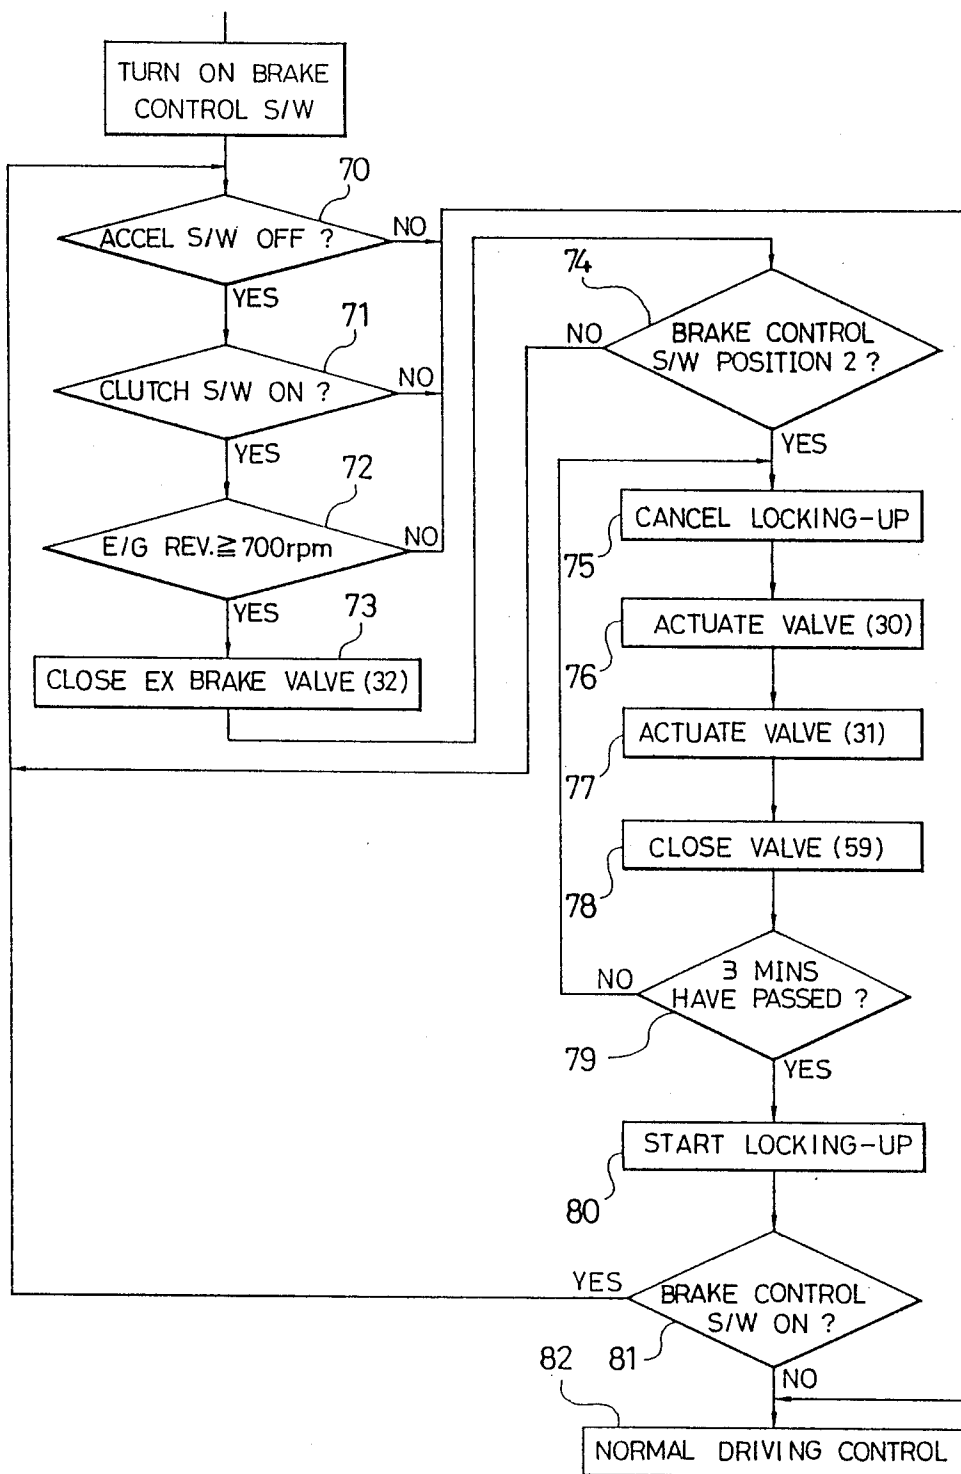 TURN ON BRAKE
CONTROL S/W
70
ACCEL S/W OFF ?
NO
YES
71
CLUTCH S/W ON ?
NO
YES
72
E/G REV.≧700rpm
NO
YES
73
CLOSE EX BRAKE VALVE (32)
74
NO
BRAKE CONTROL
S/W POSITION 2 ?
YES
CANCEL LOCKING-UP
75
ACTUATE VALVE (30)
76
ACTUATE VALVE (31)
77
CLOSE VALVE (59)
78
NO
3 MINS
HAVE PASSED ?
79
YES
START LOCKING-UP
80
YES
BRAKE CONTROL
S/W ON ?
81
NO
82
NORMAL DRIVING CONTROL